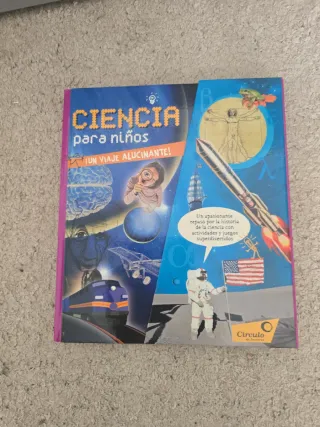 CIENCIA
para niños
¡UN VIAJE ALUCINANTE!
Un apasionante
repaso por la historia
de la ciencia con
actividades y juegos
superdivertidos
Círculo